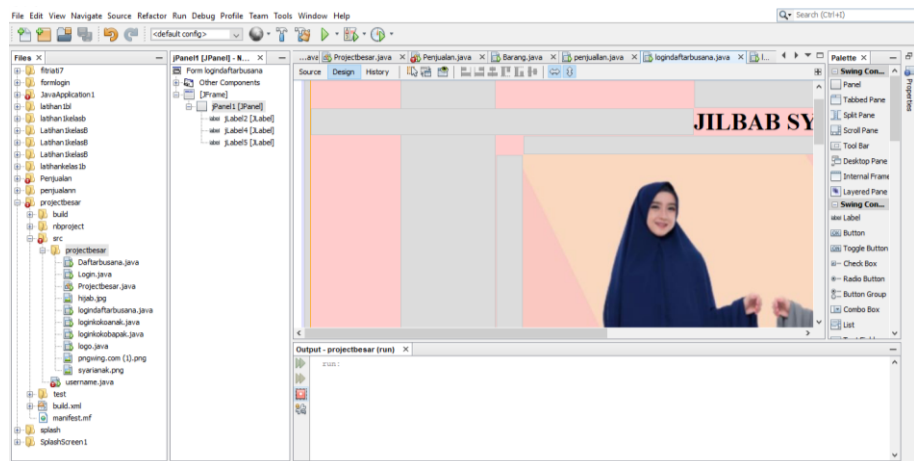 File Edit View Navigate Source Refactor Run Debug Profile Team Tools Window Help
Search (Ctrl+I)
<default config>
Files
fitriati7
formlogin
JavaApplication1
latihan1bl
latihan1kelasb
Latihan1kelasB
Latihan1kelasB
Latihan1kelasB
latihankelas1b
Penjualan
penjualann
projectbesar
build
nbproject
src
projectbesar
Daftarbusana.java
Login.java
Projectbesar.java
hijab.jpg
logindaftarbusana.java
loginkokoanak.java
loginkokobapak.java
logo.java
pngwing.com (1).png
syarianak.png
username.java
test
build.xml
manifest.mf
splash
SplashScreen1
jPanel1 [JPanel] - N...
Form logindaftarbusana
Other Components
[JFrame]
jPanel1 [JPanel]
label jLabel2 [JLabel]
label jLabel4 [JLabel]
label jLabel5 [JLabel]
...ava Projectbesar.java Penjualan.java Barang.java penjuallan.java logindaftarbusana.java l...
Source Design History
JILBAB SY
Output - projectbesar (run)
run:
Palette
Swing Con...
Panel
Tabbed Pane
Split Pane
Scroll Pane
Tool Bar
Desktop Pane
Internal Frame
Layered Pane
Swing Con...
label Label
Button
Toggle Button
Check Box
Radio Button
Button Group
Combo Box
List
Properties